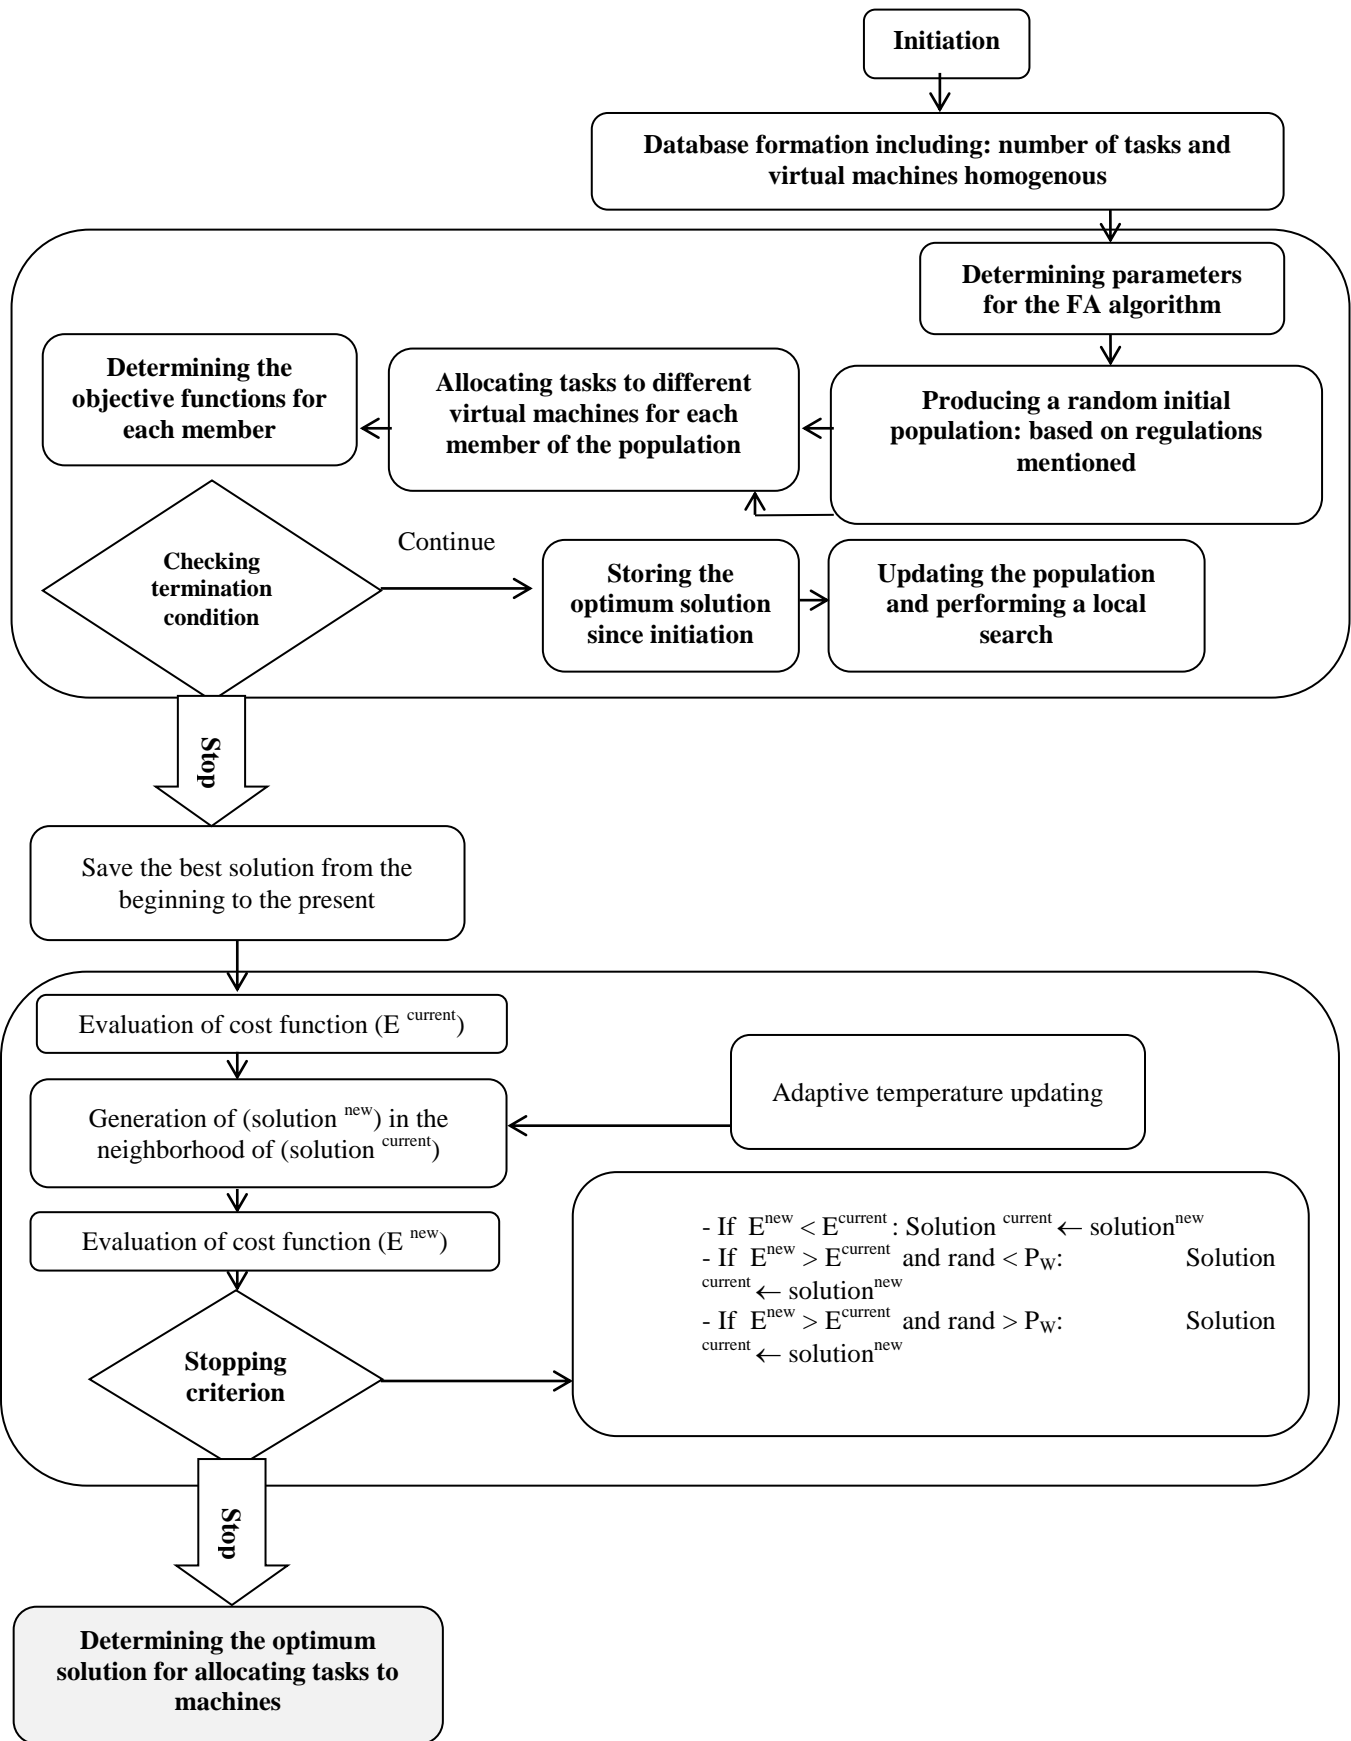 Initiation
Database formation including: number of tasks and
virtual machines homogenous
Determining parameters
for the FA algorithm
Determining the
objective functions for
each member
Allocating tasks to different
virtual machines for each
member of the population
Producing a random initial
population: based on regulations
mentioned
Checking
termination
condition
Continue
Storing the
optimum solution
since initiation
Updating the population
and performing a local
search
Stop
Save the best solution from the
beginning to the present
Evaluation of cost function (E current)
Generation of (solution new) in the
neighborhood of (solution current)
Adaptive temperature updating
Evaluation of cost function (E new)
- If E^new < E^current : Solution ^current ← solution^new
- If E^new > E^current and rand < P_W: Solution
^current ← solution^new
- If E^new > E^current and rand > P_W: Solution
^current ← solution^new
Stopping
criterion
Stop
Determining the optimum
solution for allocating tasks to
machines